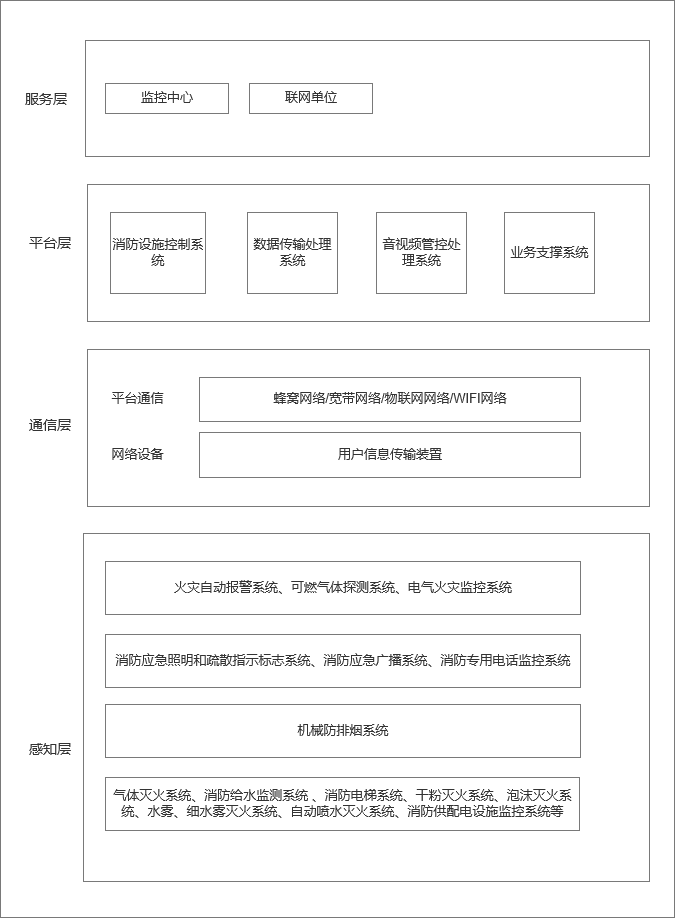 服务层
监控中心
联网单位
平台层
消防设施控制系
统
数据传输处理
系统
音视频管控处
理系统
业务支撑系统
通信层
平台通信
蜂窝网络/宽带网络/物联网网络/WIFI网络
网络设备
用户信息传输装置
感知层
火灾自动报警系统、可燃气体探测系统、电气火灾监控系统
消防应急照明和疏散指示标志系统、消防应急广播系统、消防专用电话监控系统
机械防排烟系统
气体灭火系统、消防给水监测系统 、消防电梯系统、干粉灭火系统、泡沫灭火系
统、水雾、细水雾灭火系统、自动喷水灭火系统、消防供配电设施监控系统等